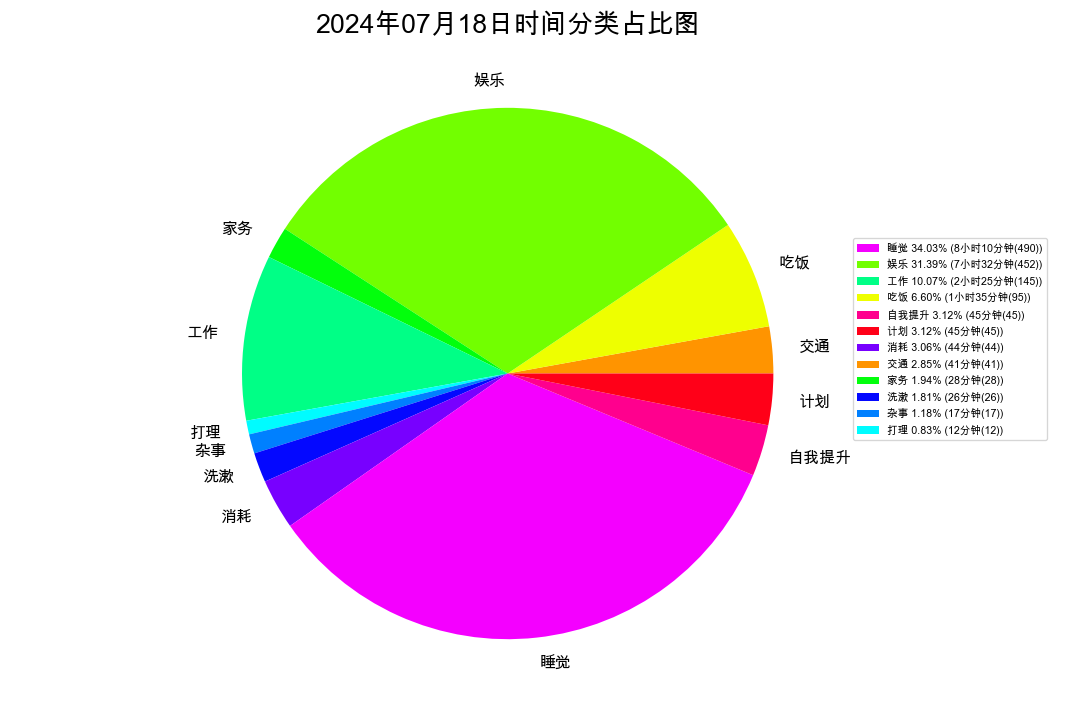 2024年07月18日时间分类占比图
娱乐
家务
吃饭
工作
交通
计划
打理
杂事
自我提升
洗漱
消耗
睡觉
睡觉 34.03% (8小时10分钟(490))
娱乐 31.39% (7小时32分钟(452))
工作 10.07% (2小时25分钟(145))
吃饭 6.60% (1小时35分钟(95))
自我提升 3.12% (45分钟(45))
计划 3.12% (45分钟(45))
消耗 3.06% (44分钟(44))
交通 2.85% (41分钟(41))
家务 1.94% (28分钟(28))
洗漱 1.81% (26分钟(26))
杂事 1.18% (17分钟(17))
打理 0.83% (12分钟(12))